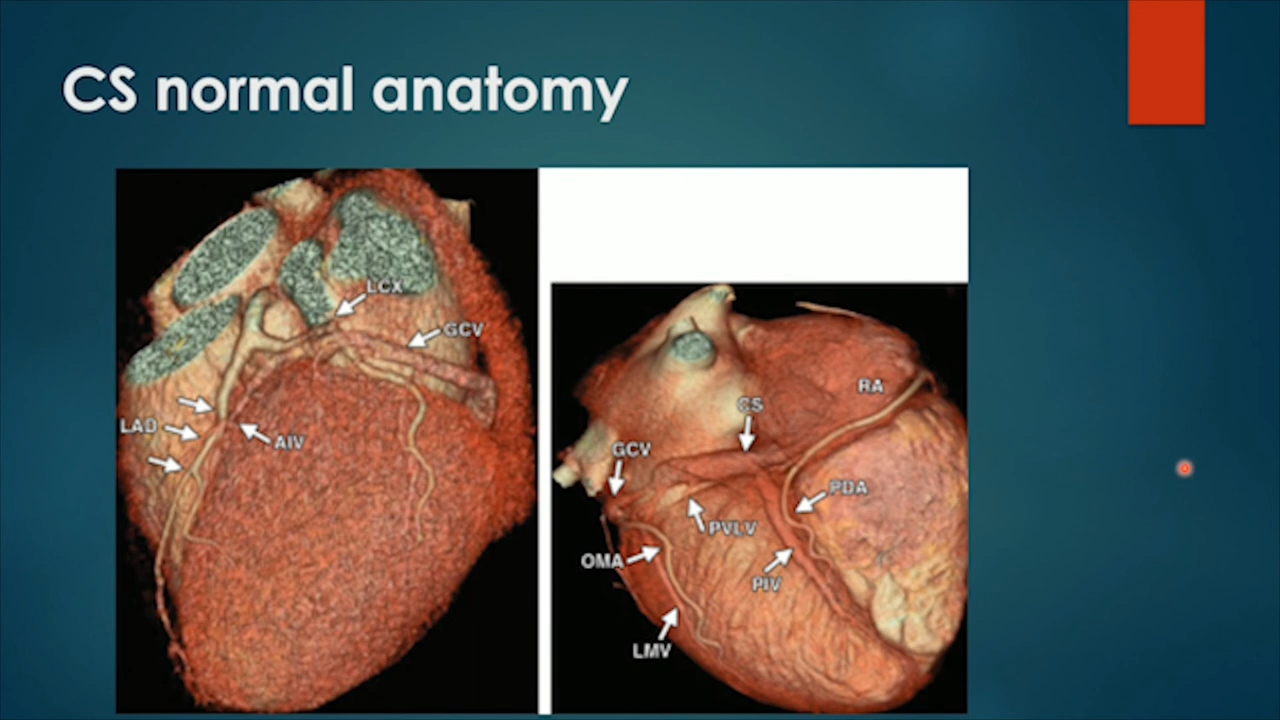 CS normal anatomy
LCX
GCV
LAD
AIV
RA
CS
GCV
PDA
PVLV
OMA
PIV
LMV